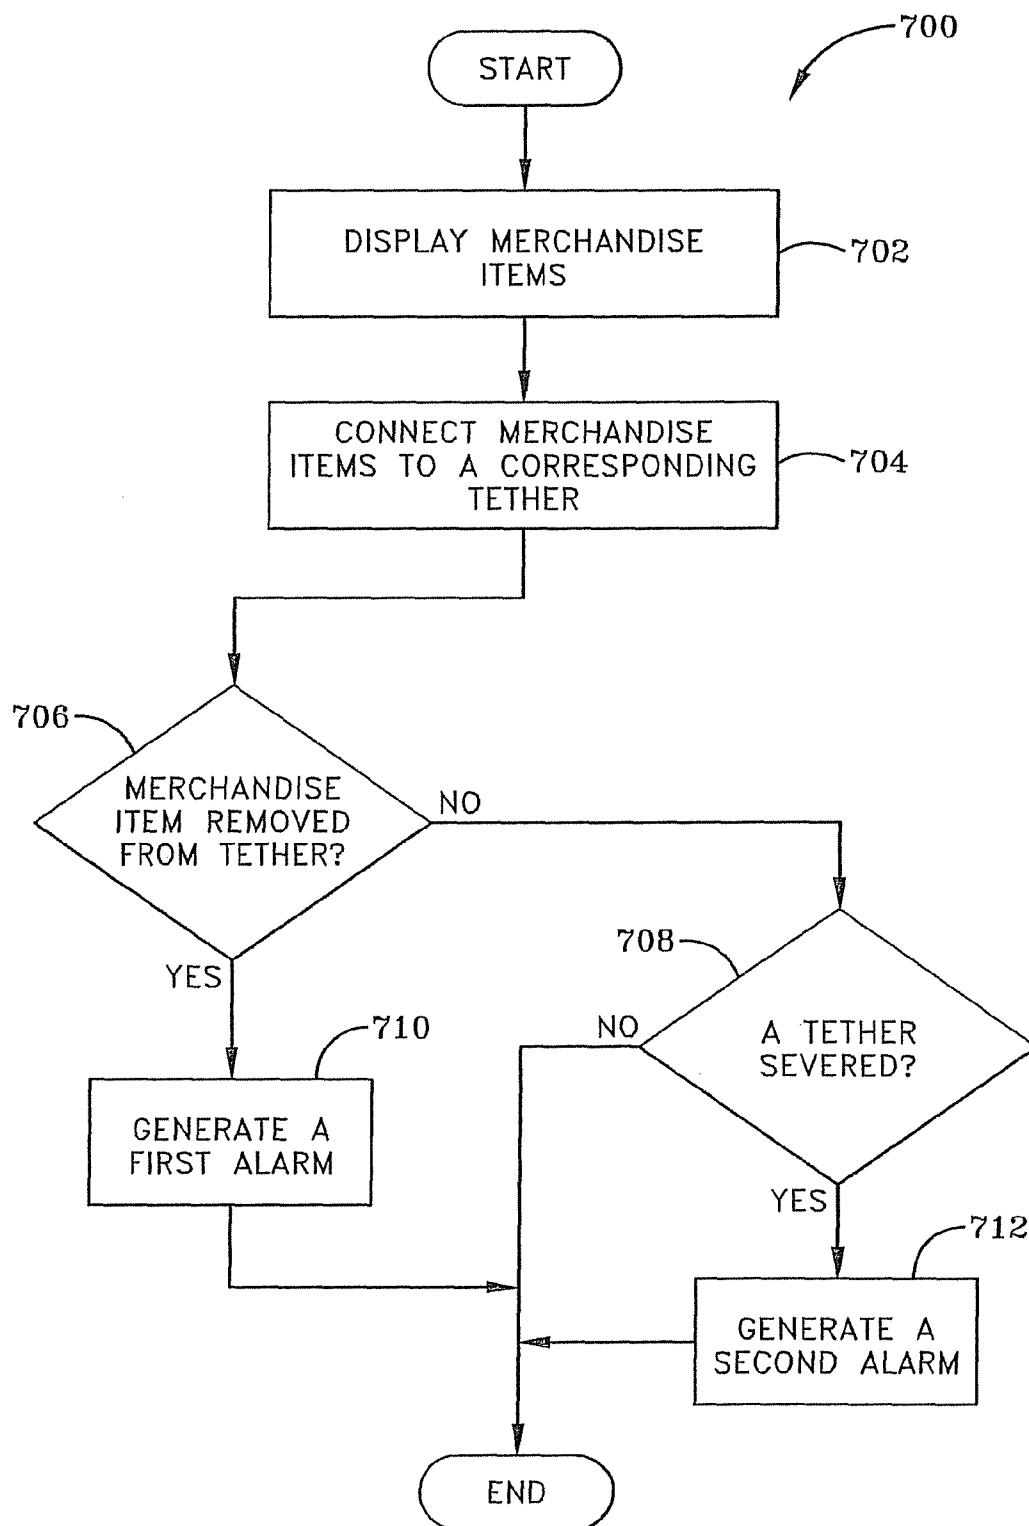 700
START
DISPLAY MERCHANDISE
ITEMS
702
CONNECT MERCHANDISE
ITEMS TO A CORRESPONDING
TETHER
704
706
MERCHANDISE
ITEM REMOVED
FROM TETHER?
NO
YES
708
A TETHER
SEVERED?
NO
YES
710
GENERATE A
FIRST ALARM
712
GENERATE A
SECOND ALARM
END